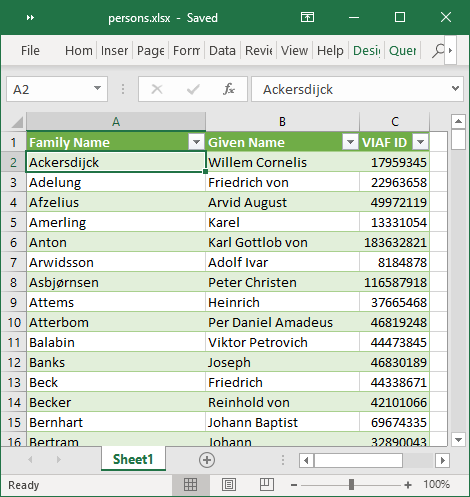 persons.xlsx - Saved
File Hom Inser Page Form Data Revie View Desi Quer
A2 fx Ackersdijck
A B C
1 Family Name Given Name VIAF ID
2 Ackersdijck Willem Cornelis 17959345
3 Adelung Friedrich von 22963658
4 Afzelius Arvid August 49972119
5 Amerling Karel 13331054
6 Anton Karl Gottlob von 183632821
7 Arwidsson Adolf Ivar 8184878
8 Asbjørnsen Peter Christen 116587918
9 Attems Heinrich 37665468
10 Atterbom Per Daniel Amadeus 46819248
11 Balabin Viktor Petrovich 44473845
12 Banks Joseph 46830189
13 Beck Friedrich 44338671
14 Becker Reinhold von 42101066
15 Bernhart Johann Baptist 69674335
16 Bertram Johann 32890043
Sheet1
Ready 100%